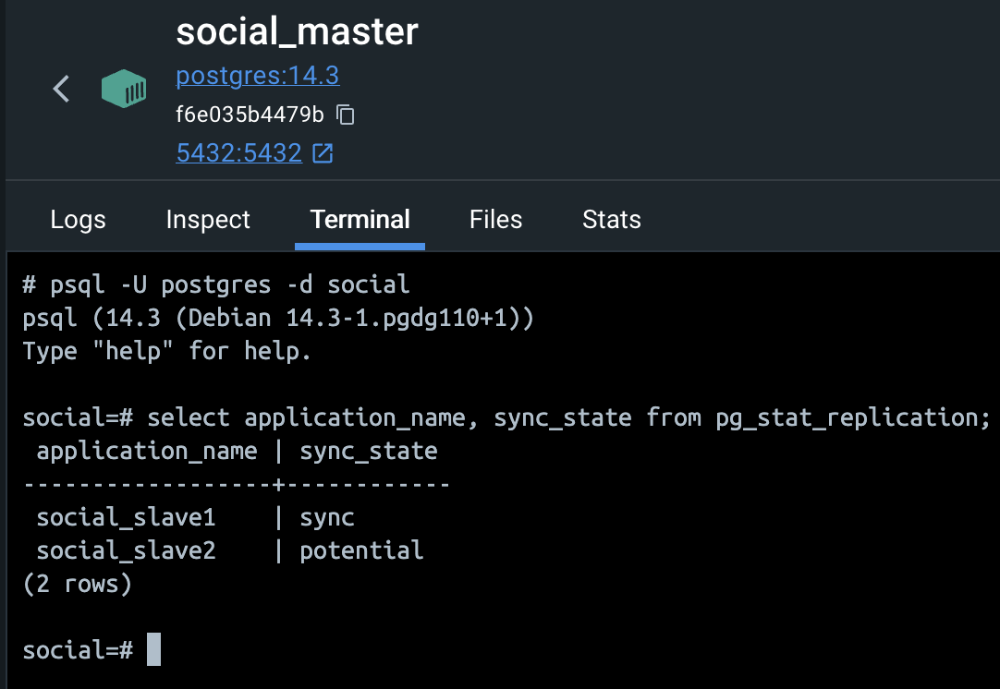 social_master
postgres:14.3
f6e035b4479b
5432:5432
Logs Inspect Terminal Files Stats
# psql -U postgres -d social
psql (14.3 (Debian 14.3-1.pgdg110+1))
Type "help" for help.
social=# select application_name, sync_state from pg_stat_replication;
 application_name | sync_state
------------------+------------
 social_slave1    | sync
 social_slave2    | potential
(2 rows)
social=#